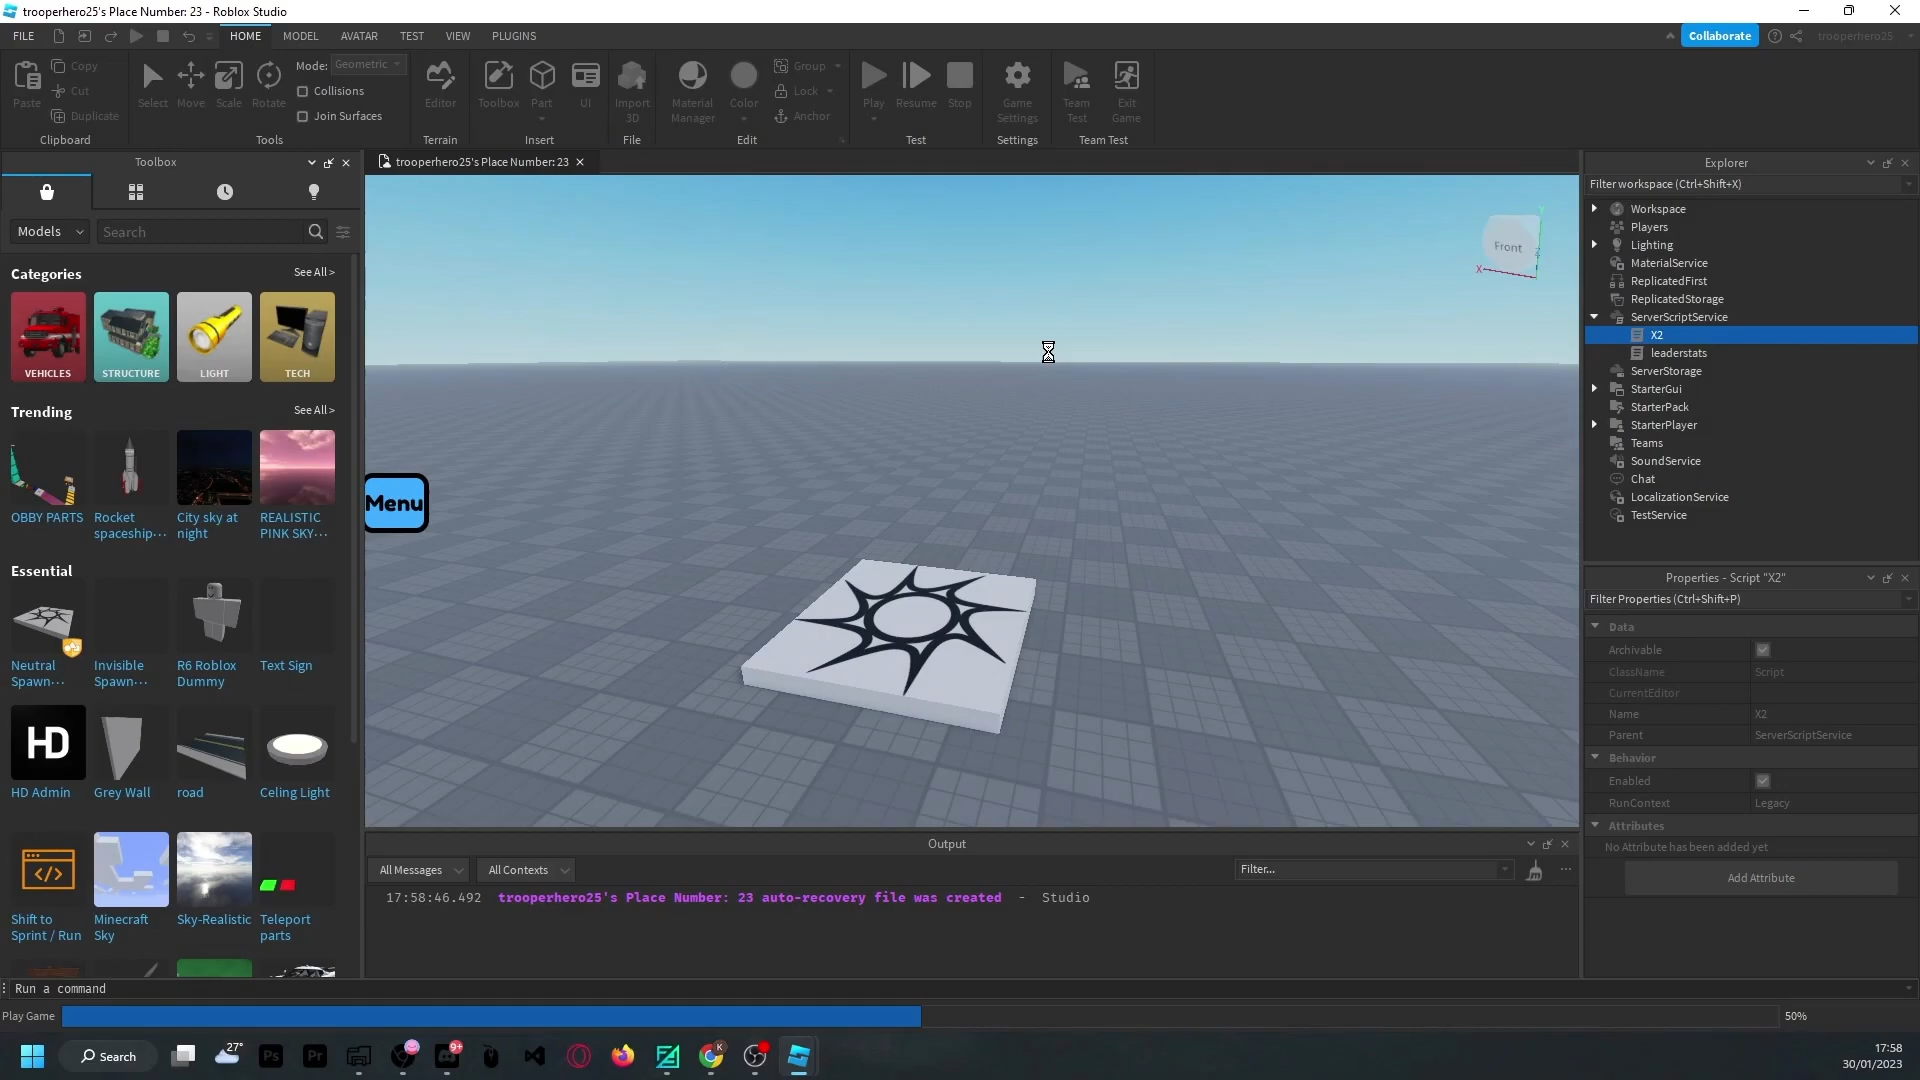 trooperhero25's Place Number: 23 - Roblox Studio
FILE
HOME
MODEL
AVATAR
TEST
VIEW
PLUGINS
Collaborate
trooperhero25
Paste
Copy
Cut
Duplicate
Clipboard
Select
Move
Scale
Rotate
Mode:
Geometric
Collisions
Join Surfaces
Tools
Editor
Terrain
Toolbox
Part
UI
Insert
Import
3D
File
Material
Manager
Color
Group
Lock
Anchor
Edit
Play
Resume
Stop
Test
Game
Settings
Settings
Team
Test
Exit
Game
Team Test
Toolbox
Models
Search
Categories
See All >
VEHICLES
STRUCTURE
LIGHT
TECH
Trending
See All >
OBBY PARTS
Rocket
spaceship···
City sky at
night
REALISTIC
PINK SKY···
Essential
Neutral
Spawn···
Invisible
Spawn···
R6 Roblox
Dummy
Text Sign
HD
HD Admin
Grey Wall
road
Celing Light
Shift to
Sprint / Run
Minecraft
Sky
Sky-Realistic
Teleport
parts
trooperhero25's Place Number: 23
Front
X
Y
Z
Menu
Output
All Messages
All Contexts
Filter...
17:58:46.492 trooperhero25's Place Number: 23 auto-recovery file was created - Studio
Explorer
Filter workspace (Ctrl+Shift+X)
Workspace
Players
Lighting
MaterialService
ReplicatedFirst
ReplicatedStorage
ServerScriptService
X2
leaderstats
ServerStorage
StarterGui
StarterPack
StarterPlayer
Teams
SoundService
Chat
LocalizationService
TestService
Properties - Script "X2"
Filter Properties (Ctrl+Shift+P)
Data
Archivable
ClassName Script
CurrentEditor
Name X2
Parent ServerScriptService
Behavior
Enabled
RunContext Legacy
Attributes
No Attribute has been added yet
Add Attribute
Run a command
Play Game
50%
27°
Search
Ps
Pr
9+
K
17:58
30/01/2023